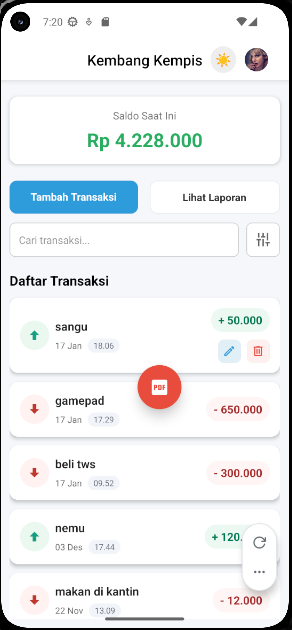 7:20
Kembang Kempis
Saldo Saat Ini
Rp 4.228.000
Tambah Transaksi
Lihat Laporan
Cari transaksi...
Daftar Transaksi
sangu
+ 50.000
17 Jan 18.06
PDF
gamepad
17 Jan 17.29
- 650.000
beli tws
17 Jan 09.52
- 300.000
nemu
03 Des 17.44
+ 120.
makan di kantin
22 Nov 13.09
- 12.000